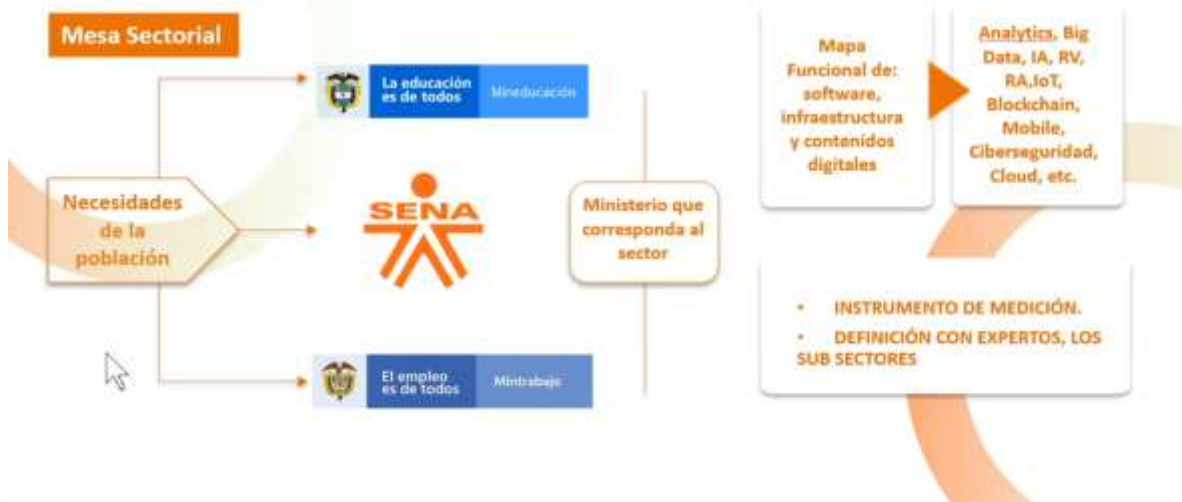 Mesa Sectorial
La educación
es de todos
Mineducación
Necesidades
de la
población
SENA
Ministerio que
corresponda al
sector
El empleo
es de todos
Mintrabajo
Mapa
Funcional de:
software,
infraestructura
y contenidos
digitales
Analytics, Big
Data, IA, RV,
RA,IoT,
Blockchain,
Mobile,
Ciberseguridad,
Cloud, etc.
• INSTRUMENTO DE MEDICIÓN.
• DEFINICIÓN CON EXPERTOS, LOS
SUB SECTORES